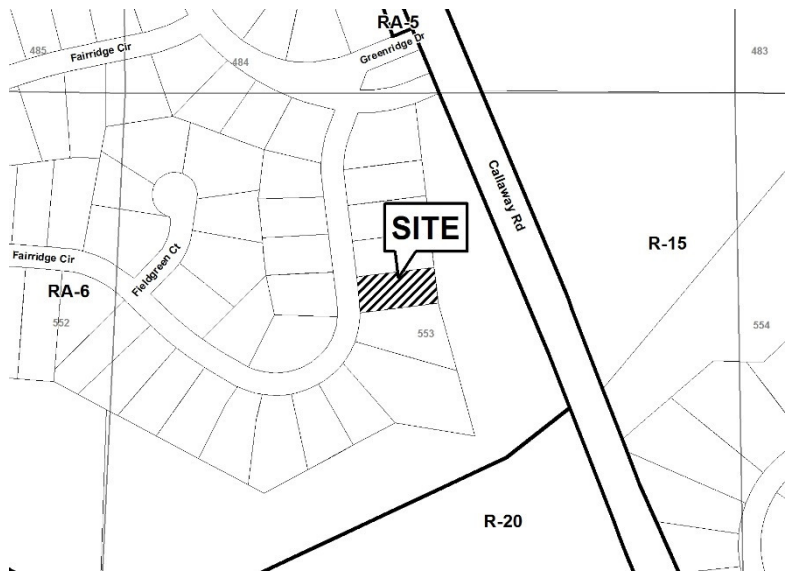 RA-5
485
Fairridge Cir
484
Greenridge Dr
483
Callaway Rd
SITE
R-15
Fairridge Cir
Fieldgreen Ct
RA-6
552
553
554
R-20